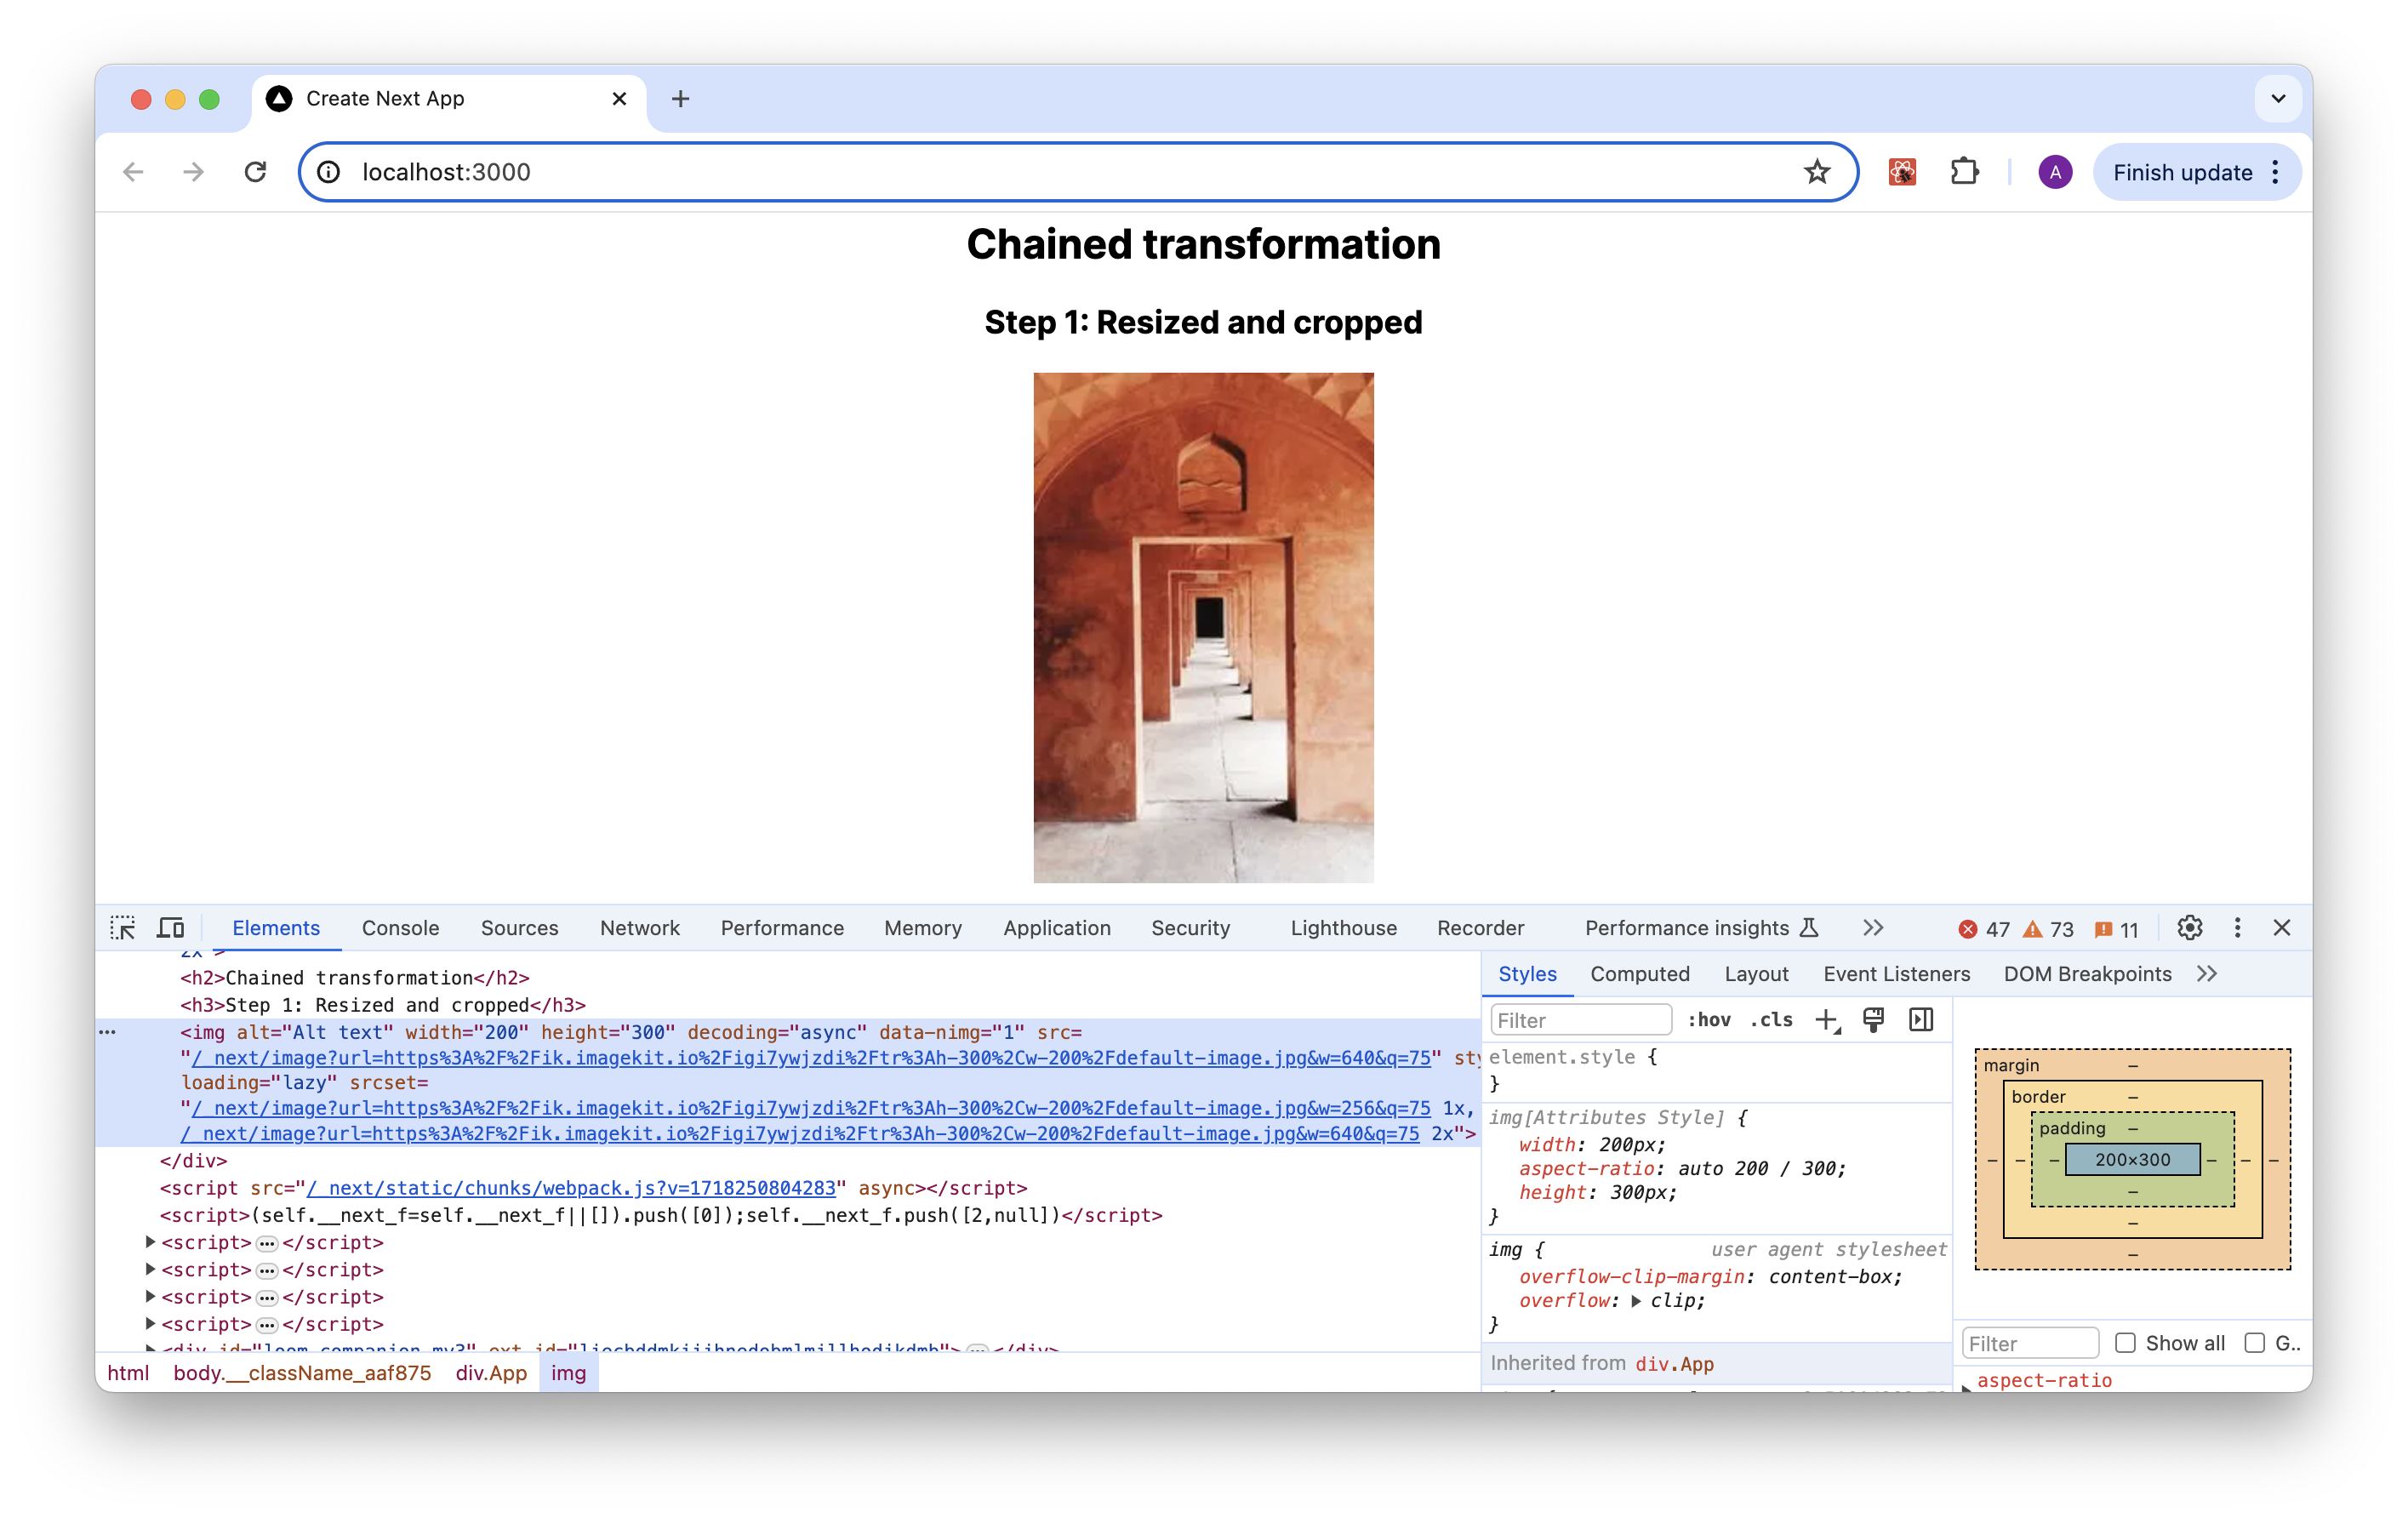 Create Next App
localhost:3000
A
Finish update
Chained transformation
Step 1: Resized and cropped
Elements Console Sources Network Performance Memory Application Security Lighthouse Recorder Performance insights 47 73 11
2x">
<h2>Chained transformation</h2>
<h3>Step 1: Resized and cropped</h3>
<img alt="Alt text" width="200" height="300" decoding="async" data-nimg="1" src=
"/_next/image?url=https%3A%2F%2Fik.imagekit.io%2Figi7ywjzdi%2Ftr%3Ah-300%2Cw-200%2Fdefault-image.jpg&w=640&q=75" sty
loading="lazy" srcset=
"/_next/image?url=https%3A%2F%2Fik.imagekit.io%2Figi7ywjzdi%2Ftr%3Ah-300%2Cw-200%2Fdefault-image.jpg&w=256&q=75 1x,
/_next/image?url=https%3A%2F%2Fik.imagekit.io%2Figi7ywjzdi%2Ftr%3Ah-300%2Cw-200%2Fdefault-image.jpg&w=640&q=75 2x">
</div>
<script src="/_next/static/chunks/webpack.js?v=1718250804283" async></script>
<script>(self.__next_f=self.__next_f||[]).push([0]);self.__next_f.push([2,null])</script>
<script>…</script>
<script>…</script>
<script>…</script>
<script>…</script>
html body.__className_aaf875 div.App img
Styles Computed Layout Event Listeners DOM Breakpoints
Filter :hov .cls
element.style {
}
img[Attributes Style] {
width: 200px;
aspect-ratio: auto 200 / 300;
height: 300px;
}
img { user agent stylesheet
overflow-clip-margin: content-box;
overflow: clip;
}
Inherited from div.App
margin –
border –
padding –
– – – 200×300 – – –
–
–
–
Filter Show all G..
aspect-ratio